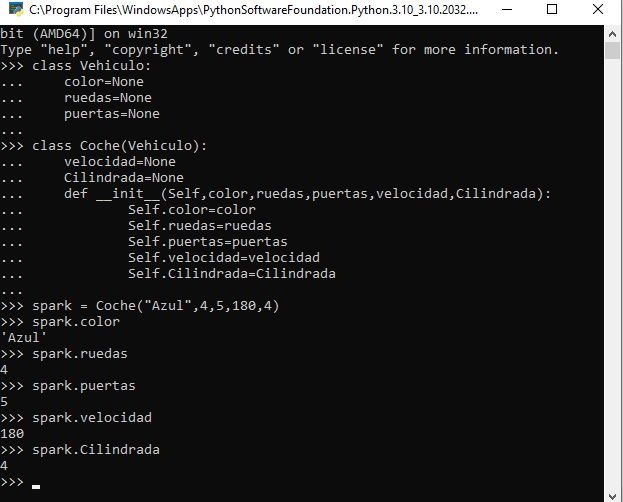 C:\Program Files\WindowsApps\PythonSoftwareFoundation.Python.3.10_3.10.2032....
bit (AMD64)] on win32
Type "help", "copyright", "credits" or "license" for more information.
>>> class Vehiculo:
...     color=None
...     ruedas=None
...     puertas=None
...
>>> class Coche(Vehiculo):
...     velocidad=None
...     Cilindrada=None
...     def __init__(Self,color,ruedas,puertas,velocidad,Cilindrada):
...             Self.color=color
...             Self.ruedas=ruedas
...             Self.puertas=puertas
...             Self.velocidad=velocidad
...             Self.Cilindrada=Cilindrada
...
>>> spark = Coche("Azul",4,5,180,4)
>>> spark.color
'Azul'
>>> spark.ruedas
4
>>> spark.puertas
5
>>> spark.velocidad
180
>>> spark.Cilindrada
4
>>>